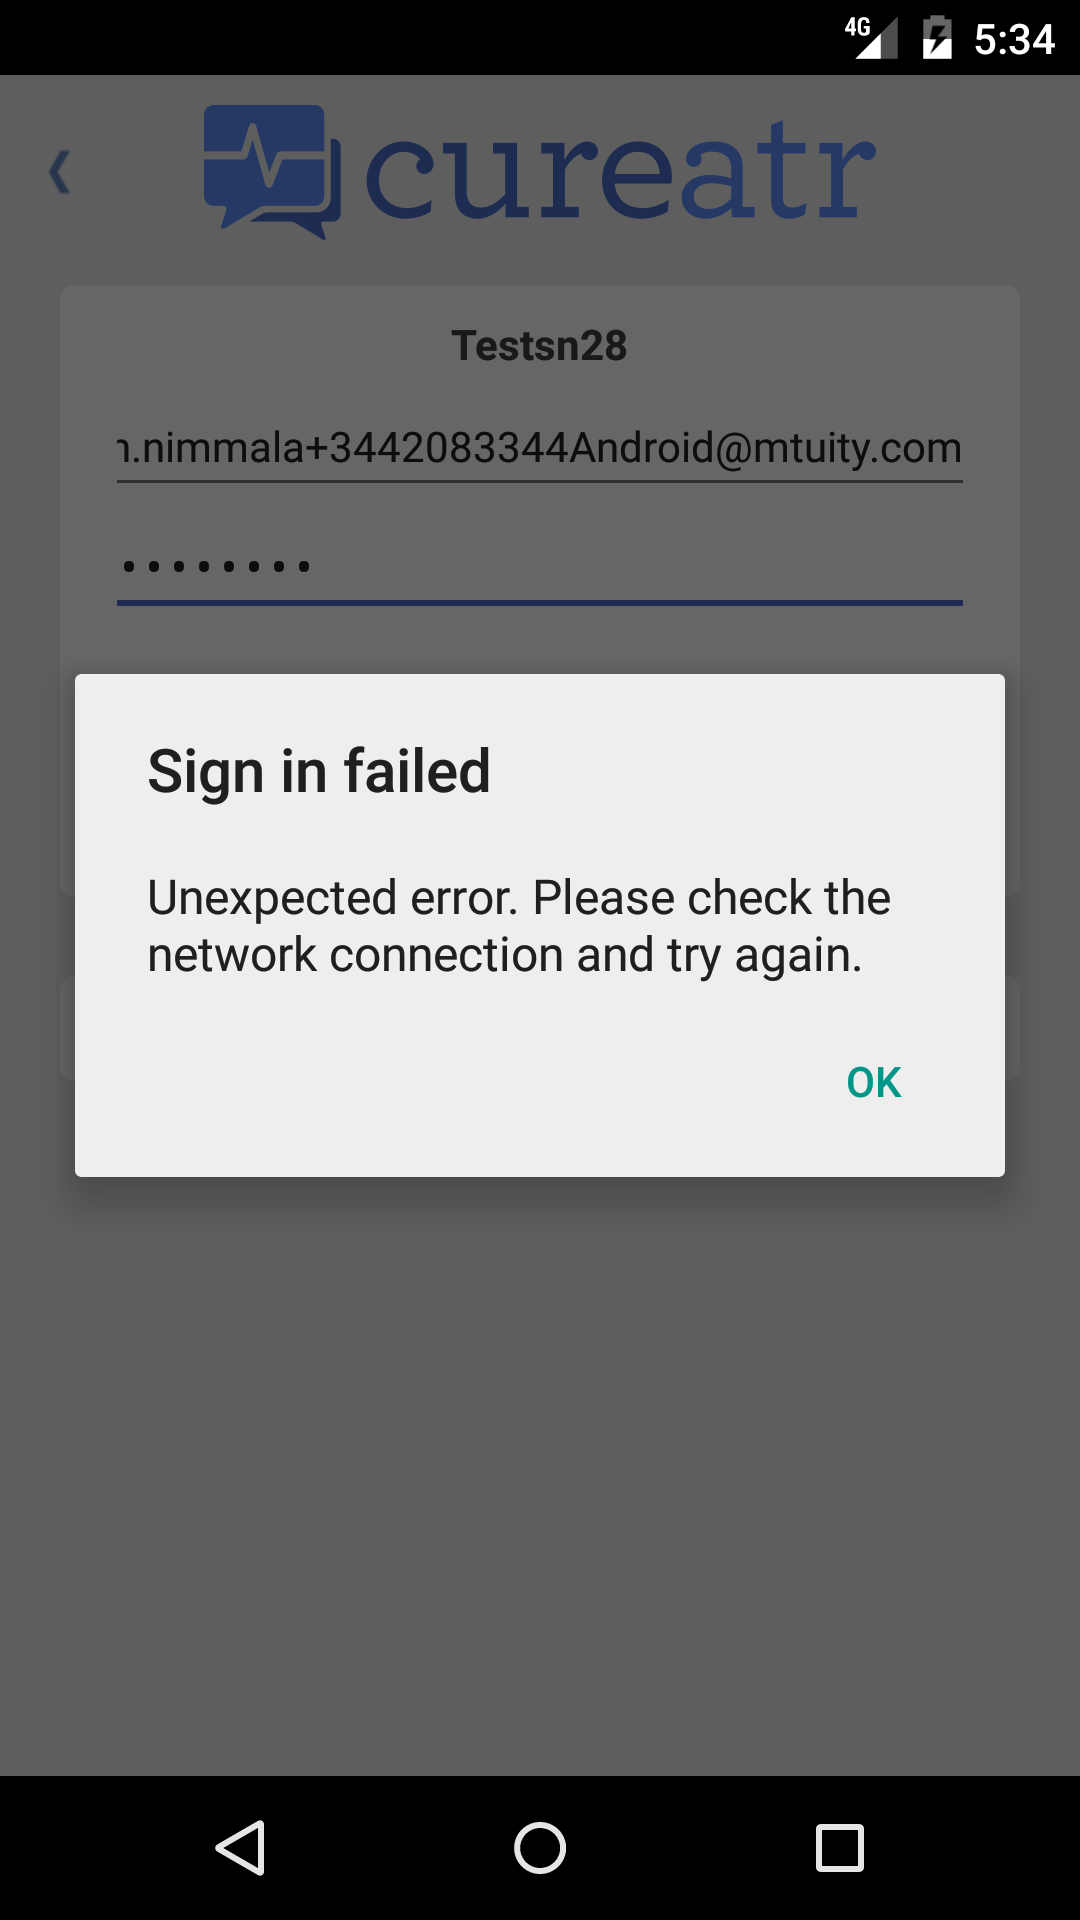 4G 5:34
cureatr
Testsn28
n.nimmala+3442083344Android@mtuity.com
Sign in failed
Unexpected error. Please check the
network connection and try again.
OK